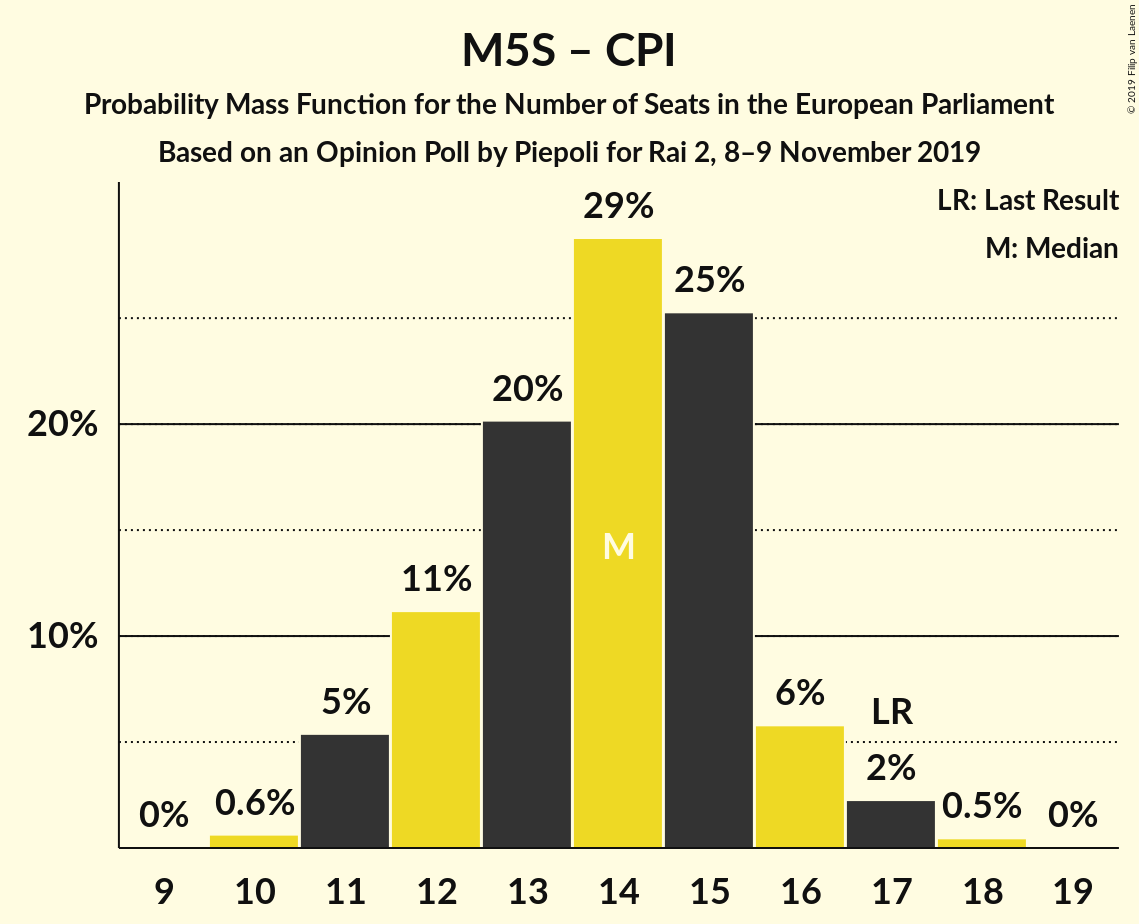 M5S – CPI
Probability Mass Function for the Number of Seats in the European Parliament
Based on an Opinion Poll by Piepoli for Rai 2, 8–9 November 2019
© 2019 Filip van Laenen
LR: Last Result
M: Median
29%
25%
20%
20%
M
11%
10%
6%
5%
LR
2%
0%
0.6%
0.5%
0%
9 10 11 12 13 14 15 16 17 18 19